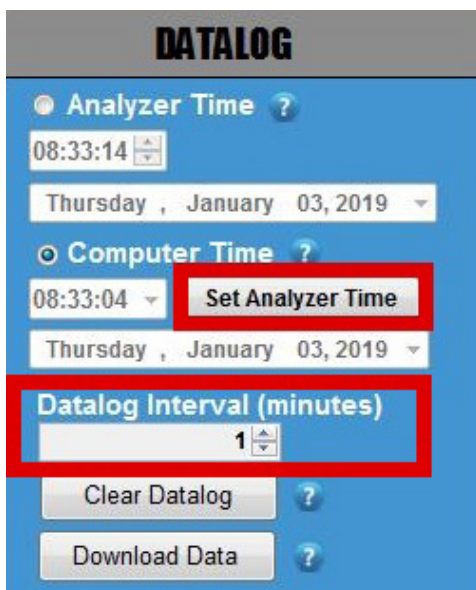 DATALOG
Analyzer Time ?
08:33:14
Thursday , January 03, 2019
Computer Time ?
08:33:04 Set Analyzer Time
Thursday , January 03, 2019
Datalog Interval (minutes)
1
Clear Datalog ?
Download Data ?